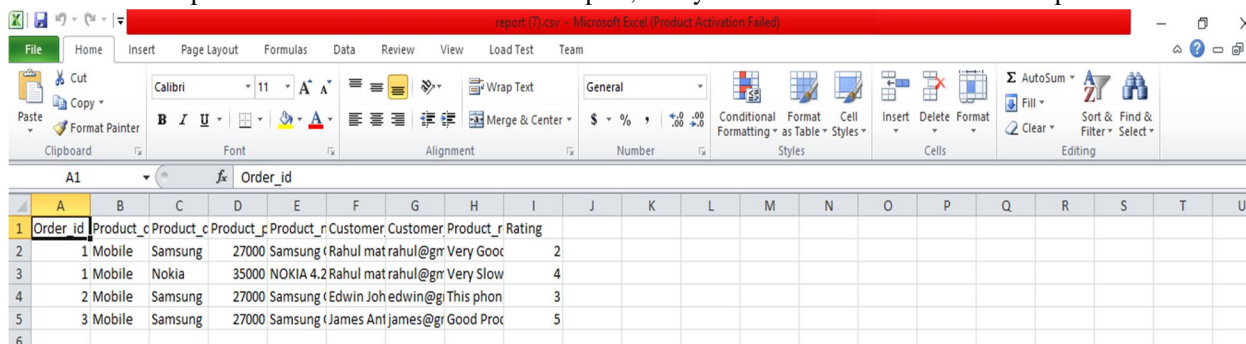 report (7).csv - Microsoft Excel (Product Activation Failed)
File Home Insert Page Layout Formulas Data Review View Load Test Team
Cut
Copy
Format Painter
Paste
Clipboard
Calibri 11
B I U
Font
Wrap Text
Merge & Center
Alignment
General
$ % ,
Number
Conditional Formatting
Format as Table
Cell Styles
Styles
Insert Delete Format
Cells
Σ AutoSum
Fill
Clear
Sort & Filter
Find & Select
Editing
A1 fx Order_id
A B C D E F G H I J K L M N O P Q R S T U
1 Order_id Product_c Product_c Product_p Product_n Customer Customer Product_r Rating
2 1 Mobile Samsung 27000 Samsung Rahul mat rahul@gm Very Good 2
3 1 Mobile Nokia 35000 NOKIA 4.2 Rahul mat rahul@gm Very Slow 4
4 2 Mobile Samsung 27000 Samsung Edwin Joh edwin@g This phon 3
5 3 Mobile Samsung 27000 Samsung James Ant james@gr Good Proc 5
6